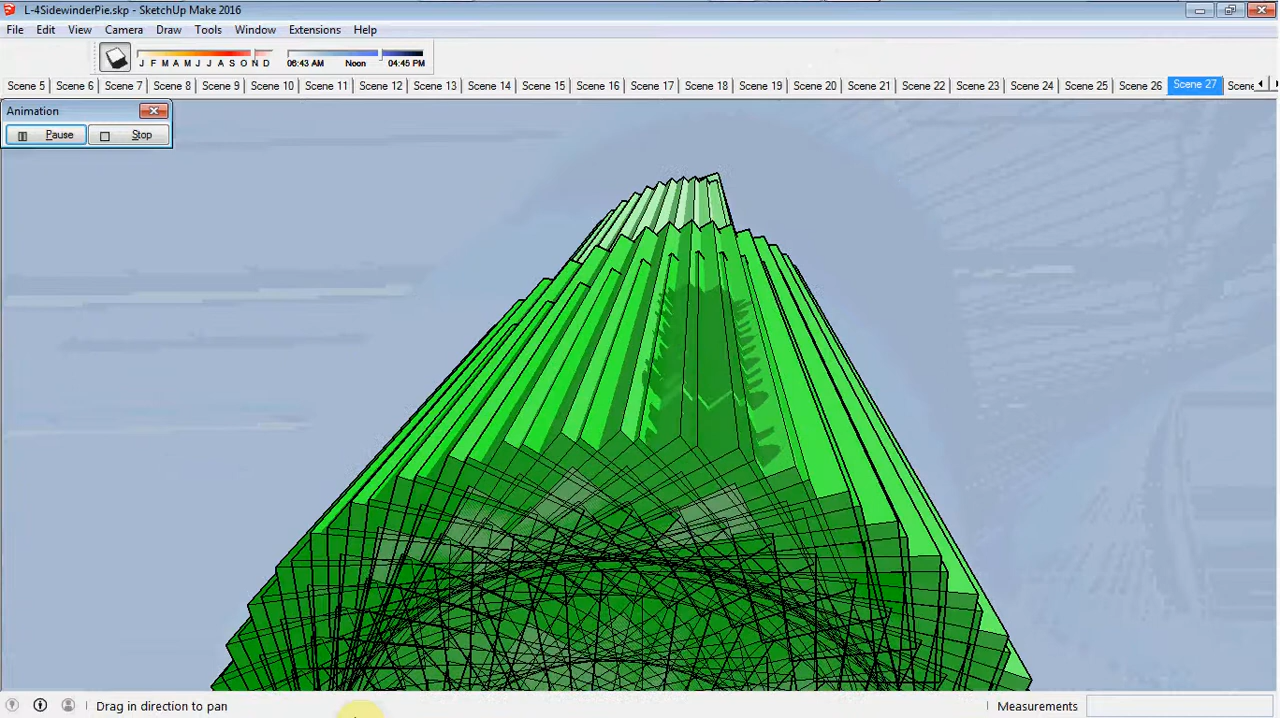 L-4SidewinderPie.skp - SketchUp Make 2016
File Edit View Camera Draw Tools Window Extensions Help
J F M A M J J A S O N D 06:43 AM Noon 04:45 PM
Scene 5 Scene 6 Scene 7 Scene 8 Scene 9 Scene 10 Scene 11 Scene 12 Scene 13 Scene 14 Scene 15 Scene 16 Scene 17 Scene 18 Scene 19 Scene 20 Scene 21 Scene 22 Scene 23 Scene 24 Scene 25 Scene 26 Scene 27 Scene
Animation
Pause Stop
Drag in direction to pan Measurements